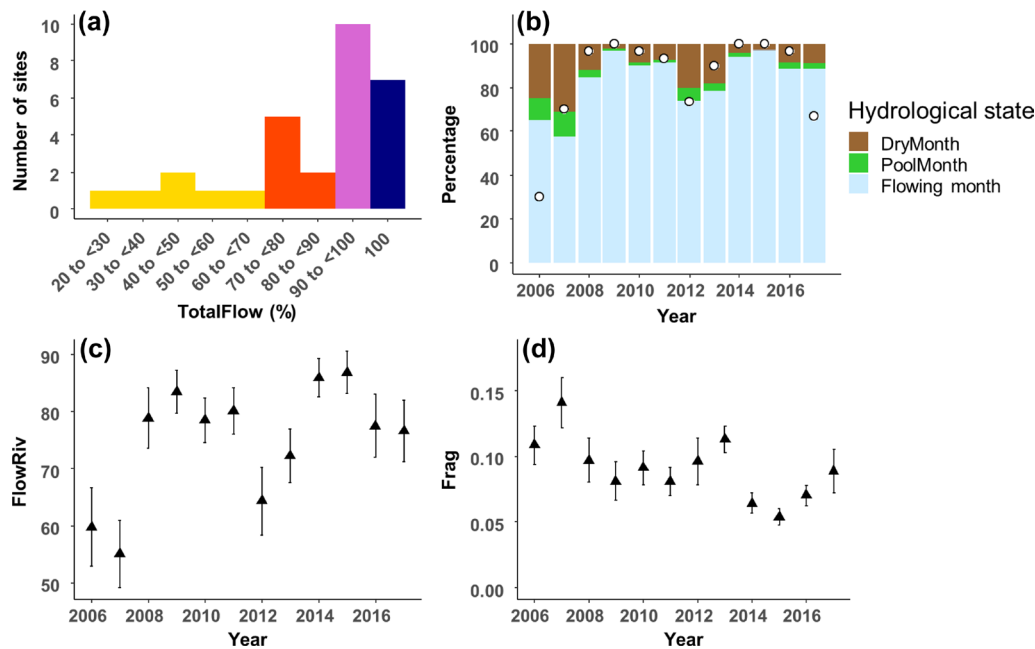 (a)
Number of sites
10
8
6
4
2
0
20 to <30
30 to <40
40 to <50
50 to <60
60 to <70
70 to <80
80 to <90
90 to <100
100
TotalFlow (%)
(b)
Percentage
100
80
60
40
20
0
2006 2008 2010 2012 2014 2016
Year
Hydrological state
DryMonth
PoolMonth
Flowing month
(c)
FlowRiv
90
80
70
60
50
2006 2008 2010 2012 2014 2016
Year
(d)
Frag
0.15
0.10
0.05
0.00
2006 2008 2010 2012 2014 2016
Year